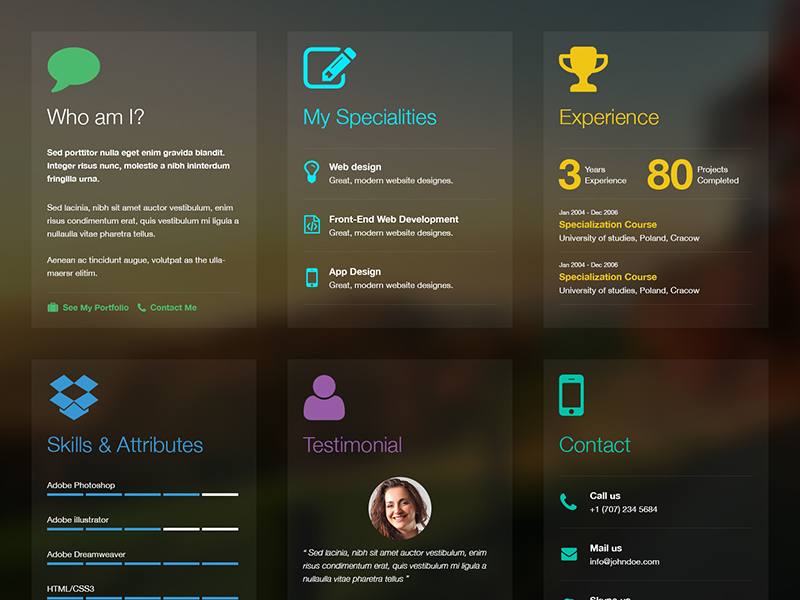 Who am I?
Sed porttitor nulla eget enim gravida blandit.
Integer risus nunc, molestie a nibh ininterdum
fringilla urna.
Sed lacinia, nibh sit amet auctor vestibulum, enim
risus condimentum erat, quis vestibulum mi ligula a
nullaulla vitae pharetra tellus.
Aenean ac tincidunt augue, volutpat as the ulla-
maersr elitim.
See My Portfolio Contact Me
My Specialities
Web design
Great, modern website designes.
Front-End Web Development
Great, modern website designes.
App Design
Great, modern website designes.
Experience
3 Years
Experience
80 Projects
Completed
Jan 2004 - Dec 2006
Specialization Course
University of studies, Poland, Cracow
Jan 2004 - Dec 2006
Specialization Course
University of studies, Poland, Cracow
Skills & Attributes
Adobe Photoshop
Adobe illustrator
Adobe Dreamweaver
HTML/CSS3
Testimonial
“ Sed lacinia, nibh sit amet auctor vestibulum, enim
risus condimentum erat, quis vestibulum mi ligula a
nullaulla vitae pharetra tellus ”
Contact
Call us
+1 (707) 234 5684
Mail us
info@johndoe.com